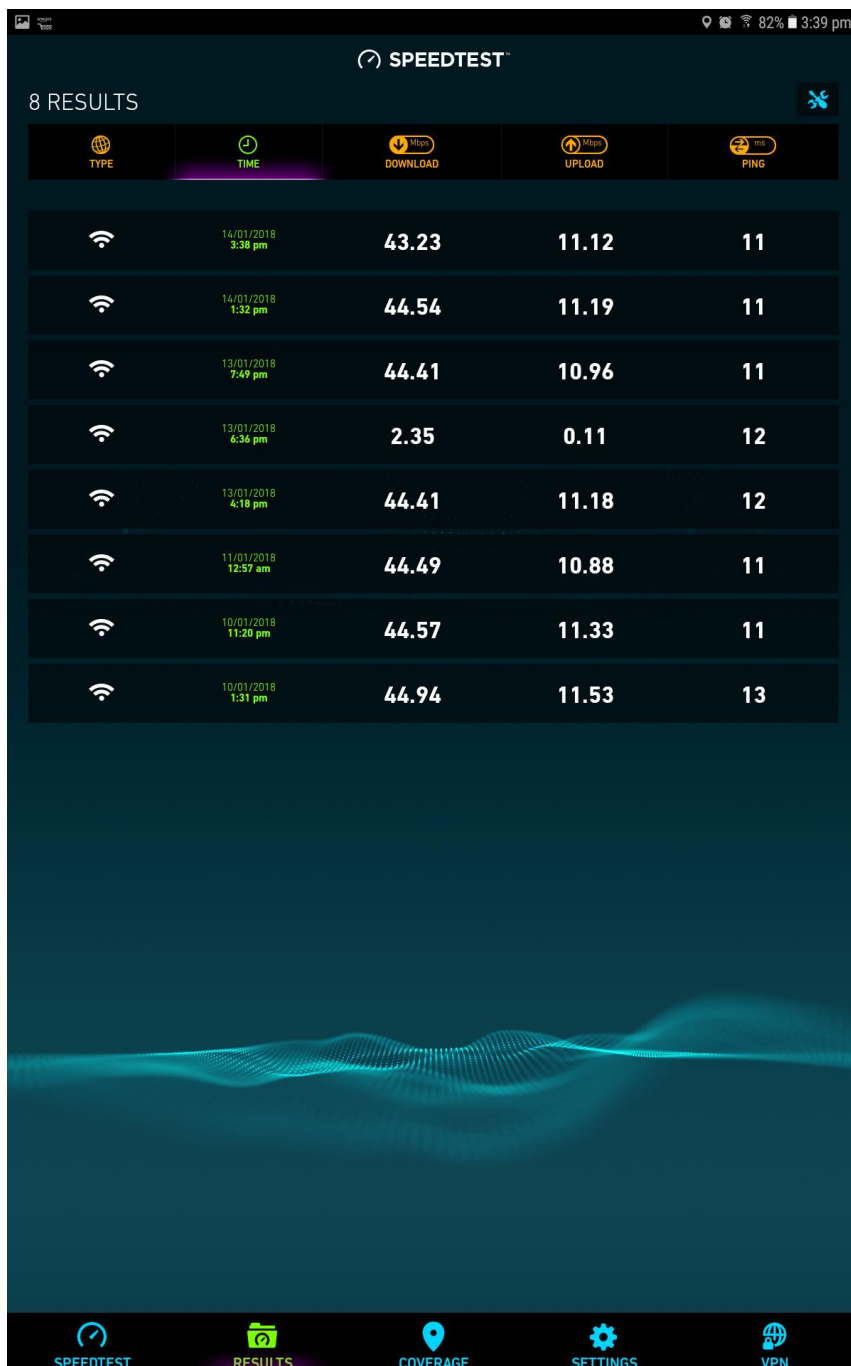 82% 3:39 pm
SPEEDTEST™
8 RESULTS
TYPE
TIME
Mbps
DOWNLOAD
Mbps
UPLOAD
ms
PING
14/01/2018
3:38 pm
43.23
11.12
11
14/01/2018
1:32 pm
44.54
11.19
11
13/01/2018
7:49 pm
44.41
10.96
11
13/01/2018
6:36 pm
2.35
0.11
12
13/01/2018
4:18 pm
44.41
11.18
12
11/01/2018
12:57 am
44.49
10.88
11
10/01/2018
11:20 pm
44.57
11.33
11
10/01/2018
1:31 pm
44.94
11.53
13
SPEEDTEST
RESULTS
COVERAGE
SETTINGS
VPN